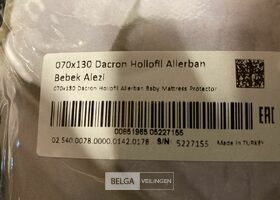 070x130 Dacron Hollofil Allerban
Bebek Alezi
070x130 Dacron Hollofil Allerban Baby Mattress Protector
00851965 05227155
EAC
02 540 0078.0000.0142.0178 S/N: 5227155 Made in TURKEY
BELGA VEILINGEN